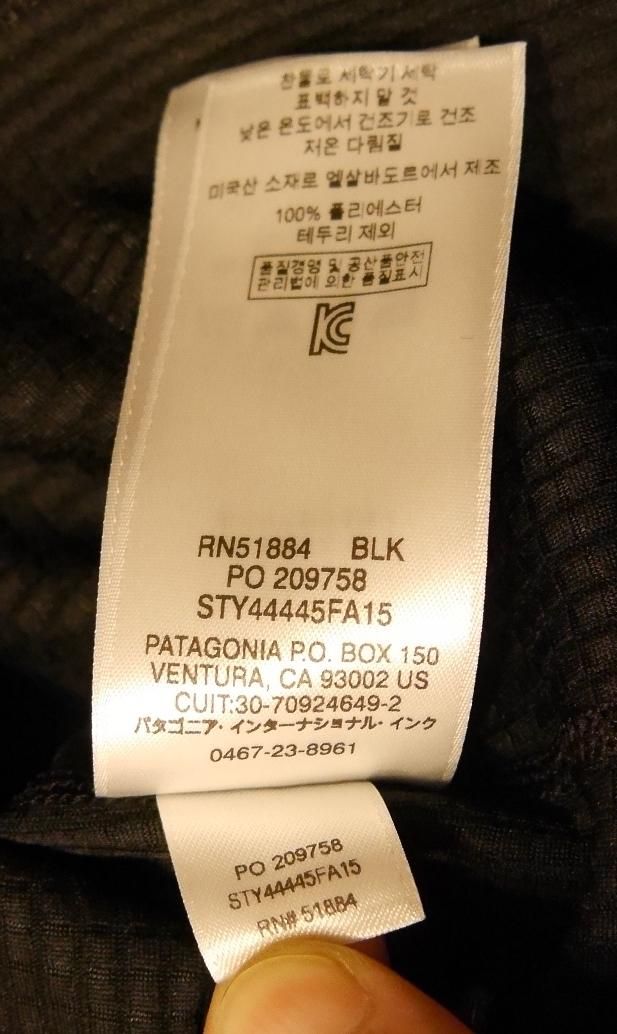 찬물로 세탁기 세탁
표백하지 말 것
낮은 온도에서 건조기로 건조
저온 다림질
미국산 소재로 엘살바도르에서 제조
100% 폴리에스터
테두리 제외
품질경영 및 공산품안전
관리법에 의한 품질표시
KC
RN51884 BLK
PO 209758
STY44445FA15
PATAGONIA P.O. BOX 150
VENTURA, CA 93002 US
CUIT:30-70924649-2
パタゴニア・インターナショナル・インク
0467-23-8961
PO 209758
STY44445FA15
RN# 51884